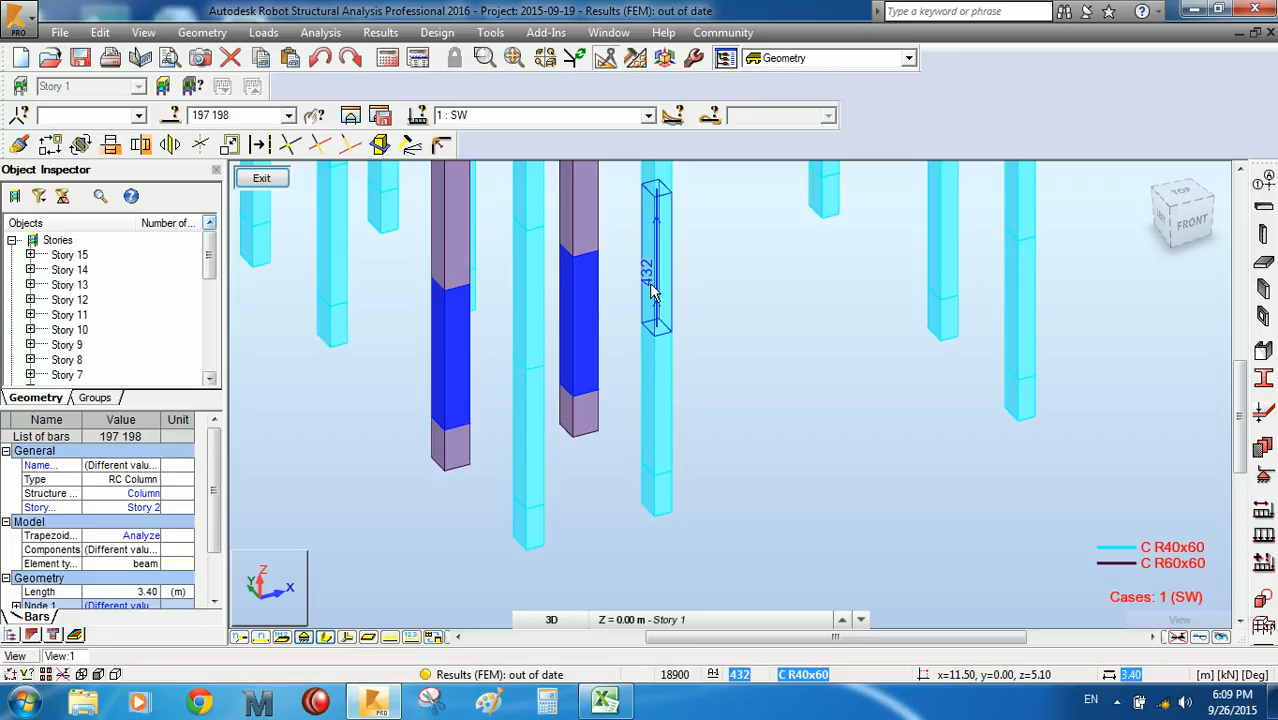 Autodesk Robot Structural Analysis Professional 2016 - Project: 2015-09-19 - Results (FEM): out of date
Type a keyword or phrase
PRO
File Edit View Geometry Loads Analysis Results Design Tools Add-Ins Window Help Community
Geometry
Story 1
197 198
1 : SW
Object Inspector
Exit
Objects Number of...
Stories
Story 15
Story 14
Story 13
Story 12
Story 11
Story 10
Story 9
Story 8
Story 7
Geometry Groups
Name Value Unit
List of bars 197 198
General
Name... (Different valu...
Type RC Column
Structure ... Column
Story... Story 2
Model
Trapezoid... Analyze
Components (Different valu...
Element ty... beam
Geometry
Length 3.40 (m)
Node 1 (Different valu
Bars
TOP
FRONT
432
C R40x60
C R60x60
Cases: 1 (SW)
Z
Y
X
3D Z = 0.00 m - Story 1
View
View View:1
Results (FEM): out of date 18900 432 C R40x60 x=11.50, y=0.00, z=5.10 3.40 [m] [kN] [Deg]
PRO
EN
6:09 PM
9/26/2015